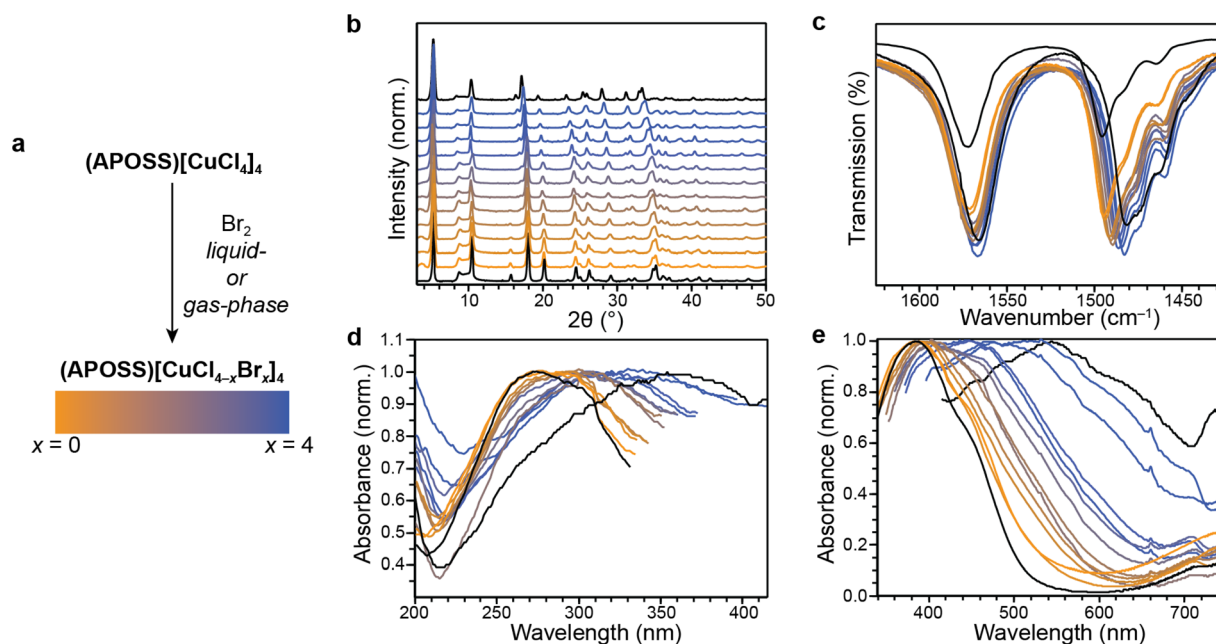 a
(APOSS)[CuCl₄]₄
Br₂
liquid-
or
gas-phase
(APOSS)[CuCl₄₋ₓBrₓ]₄
x = 0
x = 4
b
Intensity (norm.)
10
20
30
40
50
2θ (°)
c
Transmission (%)
1600
1550
1500
1450
Wavenumber (cm⁻¹)
d
Absorbance (norm.)
1.1
1.0
0.9
0.8
0.7
0.6
0.5
0.4
200
250
300
350
400
Wavelength (nm)
e
Absorbance (norm.)
1.0
0.8
0.6
0.4
0.2
0.0
400
500
600
700
Wavelength (nm)